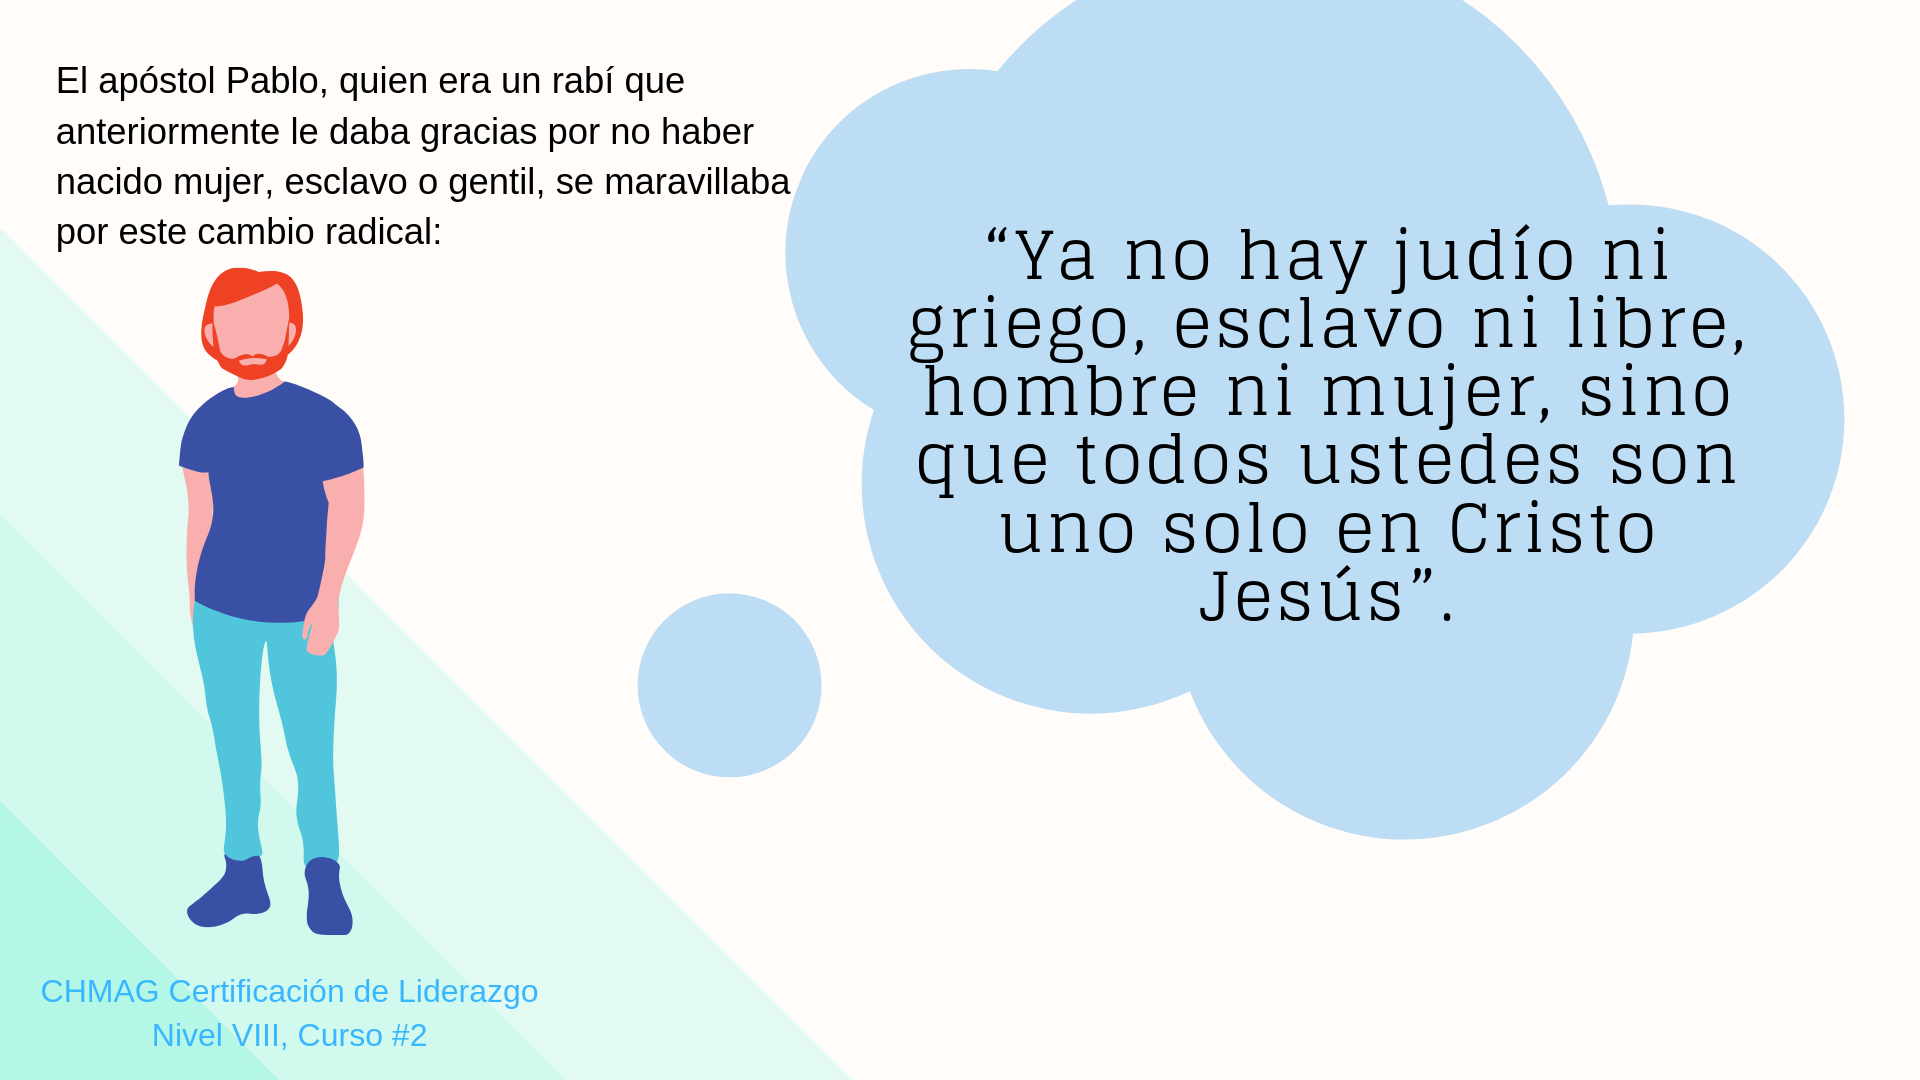 El apóstol Pablo, quien era un rabí que
anteriormente le daba gracias por no haber
nacido mujer, esclavo o gentil, se maravillaba
por este cambio radical:
“Ya no hay judío ni
griego, esclavo ni libre,
hombre ni mujer, sino
que todos ustedes son
uno solo en Cristo
Jesús”.
CHMAG Certificación de Liderazgo
Nivel VIII, Curso #2